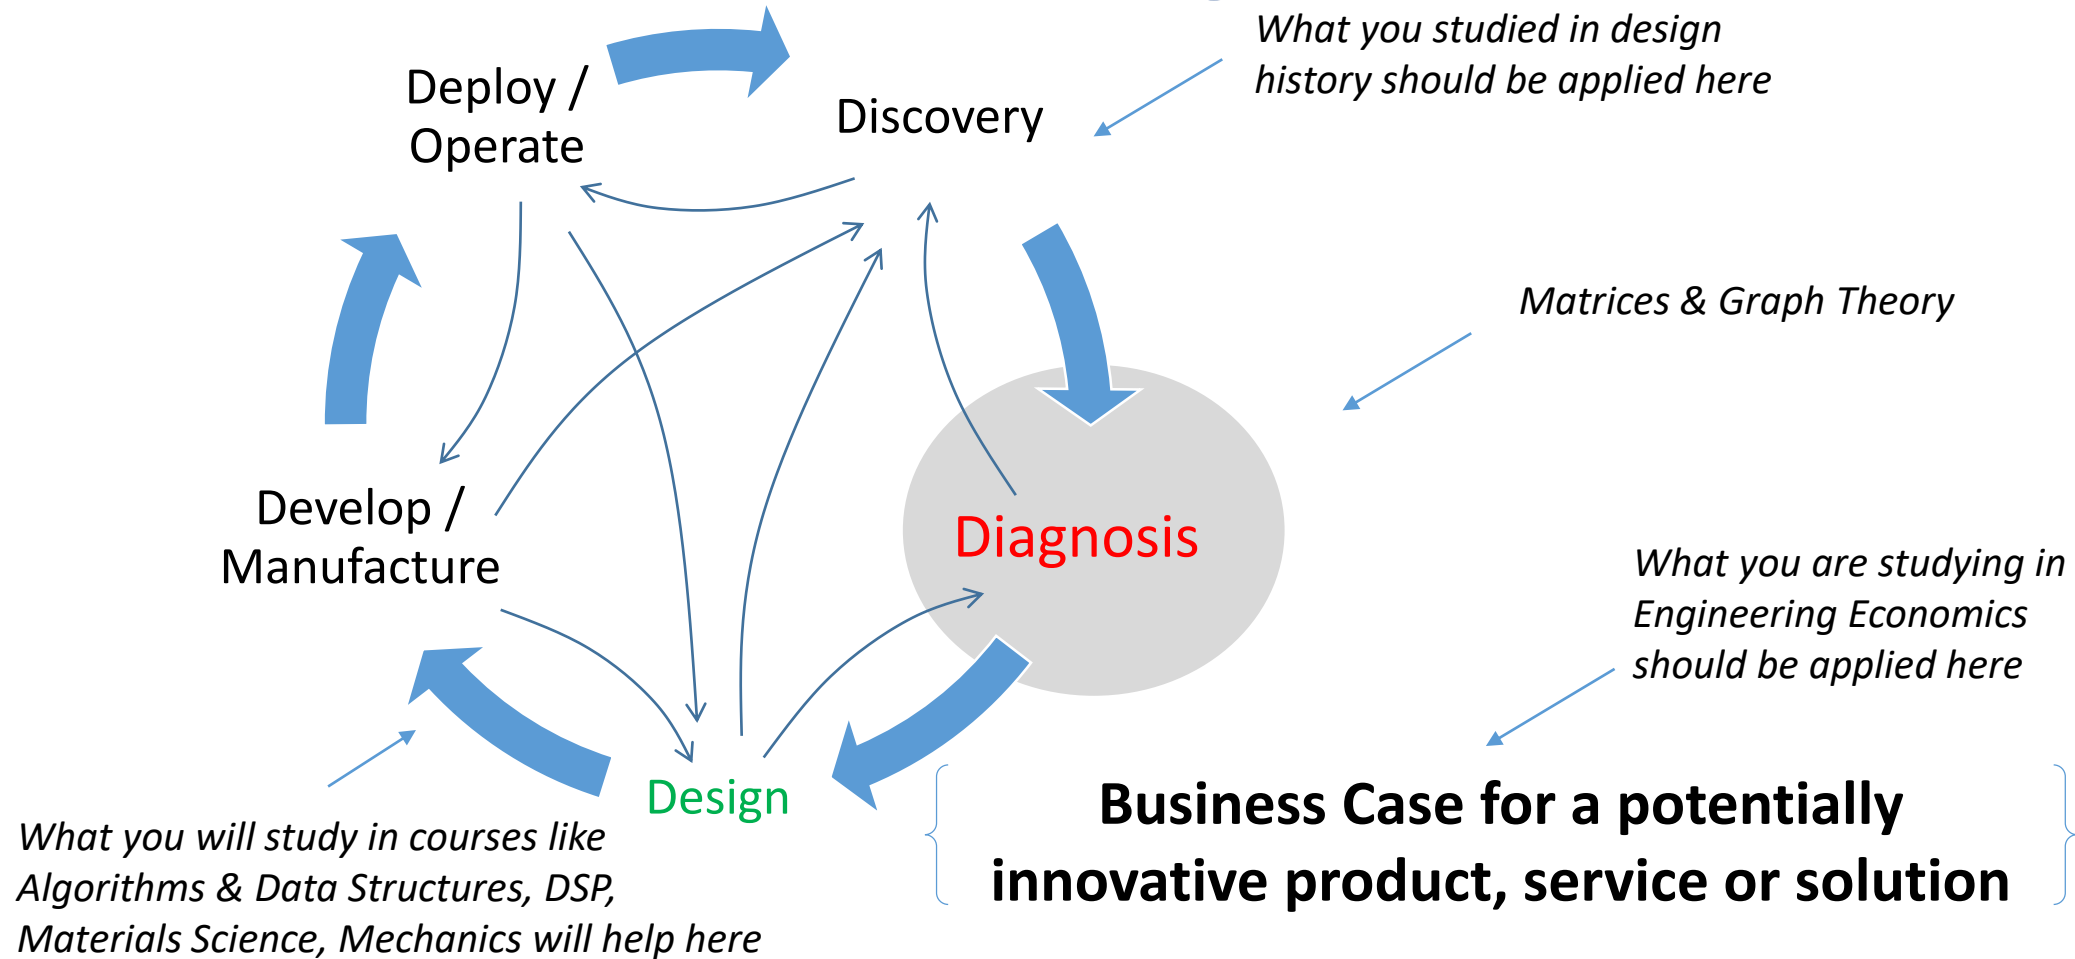 What you studied in design
history should be applied here
Deploy /
Operate
Discovery
Matrices & Graph Theory
Develop /
Manufacture
Diagnosis
What you are studying in
Engineering Economics
should be applied here
Design
Business Case for a potentially
innovative product, service or solution
What you will study in courses like
Algorithms & Data Structures, DSP,
Materials Science, Mechanics will help here